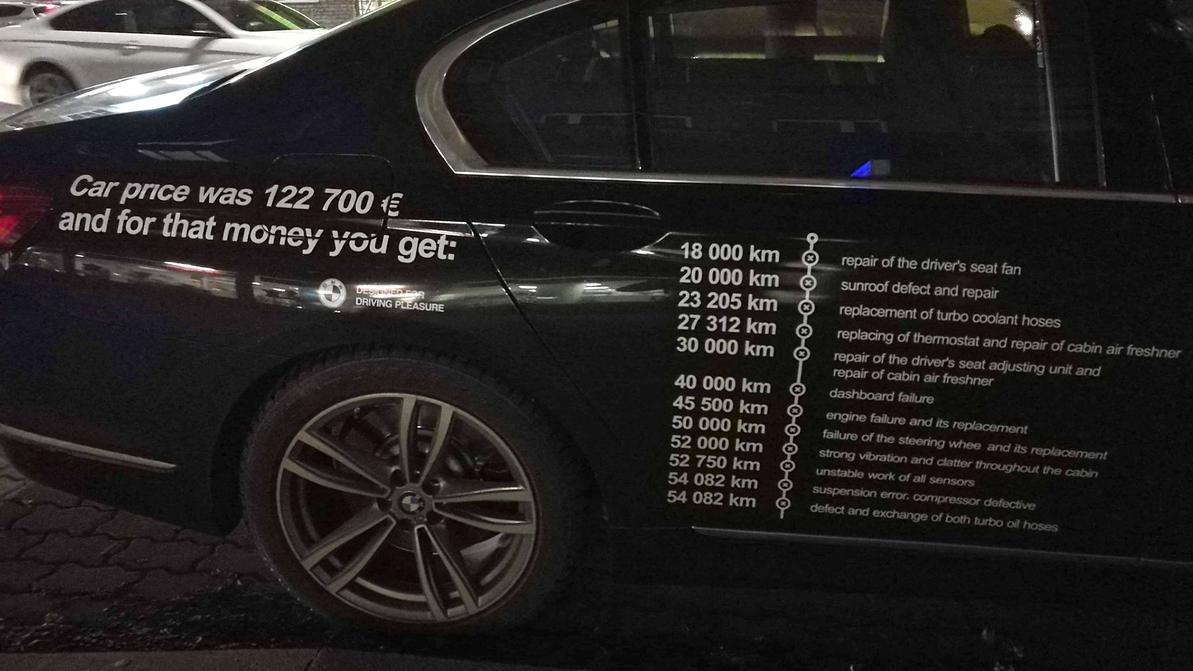 Car price was 122 700 €
and for that money you get:
DESIGNED FOR
DRIVING PLEASURE
18 000 km repair of the driver's seat fan
20 000 km sunroof defect and repair
23 205 km replacement of turbo coolant hoses
27 312 km replacing of thermostat and repair of cabin air freshner
30 000 km repair of the driver's seat adjusting unit and
repair of cabin air freshner
40 000 km dashboard failure
45 500 km engine failure and its replacement
50 000 km failure of the steering whee and its replacement
52 000 km strong vibration and clatter throughout the cabin
52 750 km unstable work of all sensors
54 082 km suspension error. compressor defective
54 082 km defect and exchange of both turbo oil hoses